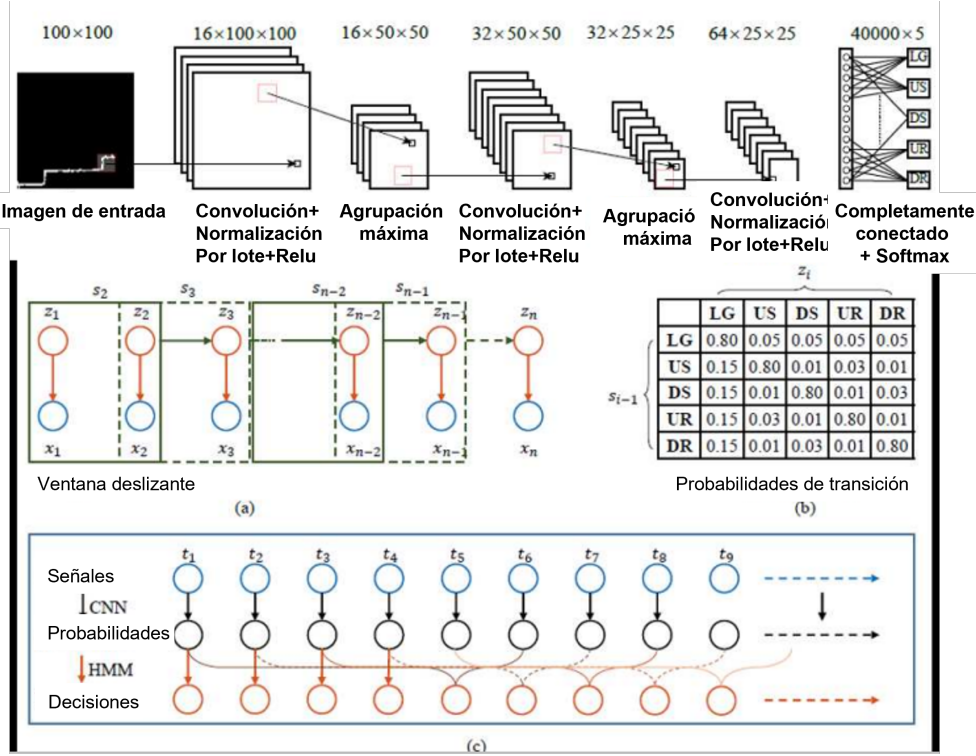 100×100
16×100×100
16×50×50
32×50×50
32×25×25
64×25×25
40000×5
LG
US
DS
UR
DR
Imagen de entrada
Convolución+
Normalización
Por lote+Relu
Agrupación
máxima
Convolución+
Normalización
Por lote+Relu
Agrupació
máxima
Convolución+
Normalización
Por lote+Relu
Completamente
conectado
+ Softmax
s₂ s₃ sₙ₋₂ sₙ₋₁
z₁ z₂ z₃ zₙ₋₂ zₙ₋₁ zₙ
x₁ x₂ x₃ xₙ₋₂ xₙ₋₁ xₙ
Ventana deslizante
(a)
zᵢ
LG US DS UR DR
LG 0.80 0.05 0.05 0.05 0.05
US 0.15 0.80 0.01 0.03 0.01
DS 0.15 0.01 0.80 0.01 0.03
UR 0.15 0.03 0.01 0.80 0.01
DR 0.15 0.01 0.03 0.01 0.80
sᵢ₋₁
Probabilidades de transición
(b)
t₁ t₂ t₃ t₄ t₅ t₆ t₇ t₈ t₉
Señales
CNN
Probabilidades
HMM
Decisiones
(c)